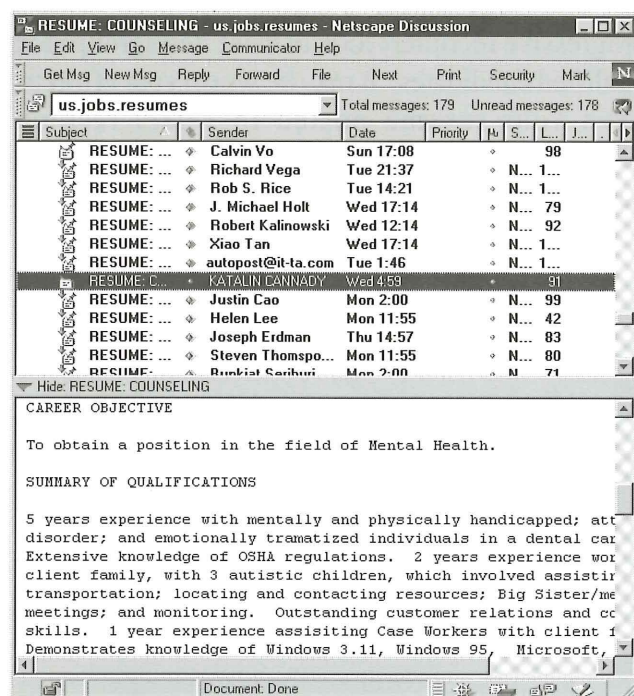 RESUME: COUNSELING - us.jobs.resumes - Netscape Discussion
File Edit View Go Message Communicator Help
Get Msg New Msg Reply Forward File Next Print Security Mark
N
us.jobs.resumes Total messages: 179 Unread messages: 178
Subject Sender Date Priority S... L... J... .
RESUME: ... Calvin Vo Sun 17:08 98
RESUME: ... Richard Vega Tue 21:37 N... 1...
RESUME: ... Rob S. Rice Tue 14:21 N... 1...
RESUME: ... J. Michael Holt Wed 17:14 N... 79
RESUME: ... Robert Kalinowski Wed 12:14 N... 92
RESUME: ... Xiao Tan Wed 17:14 N... 1...
RESUME: ... autopost@it-ta.com Tue 1:46 N... 1...
RESUME: C... KATALIN CANNADY Wed 4:59 91
RESUME: ... Justin Cao Mon 2:00 N... 99
RESUME: ... Helen Lee Mon 11:55 N... 42
RESUME: ... Joseph Erdman Thu 14:57 N... 83
RESUME: ... Steven Thomspo... Mon 11:55 N... 80
RESUME: ... Mon 2:00 N... 71
Hide: RESUME: COUNSELING
CAREER OBJECTIVE
To obtain a position in the field of Mental Health.
SUMMARY OF QUALIFICATIONS
5 years experience with mentally and physically handicapped; att
disorder; and emotionally tramatized individuals in a dental car
Extensive knowledge of OSHA regulations. 2 years experience wor
client family, with 3 autistic children, which involved assistin
transportation; locating and contacting resources; Big Sister/me
meetings; and monitoring. Outstanding customer relations and co
skills. 1 year experience assisiting Case Workers with client f
Demonstrates knowledge of Windows 3.11, Windows 95, Microsoft,
Document: Done